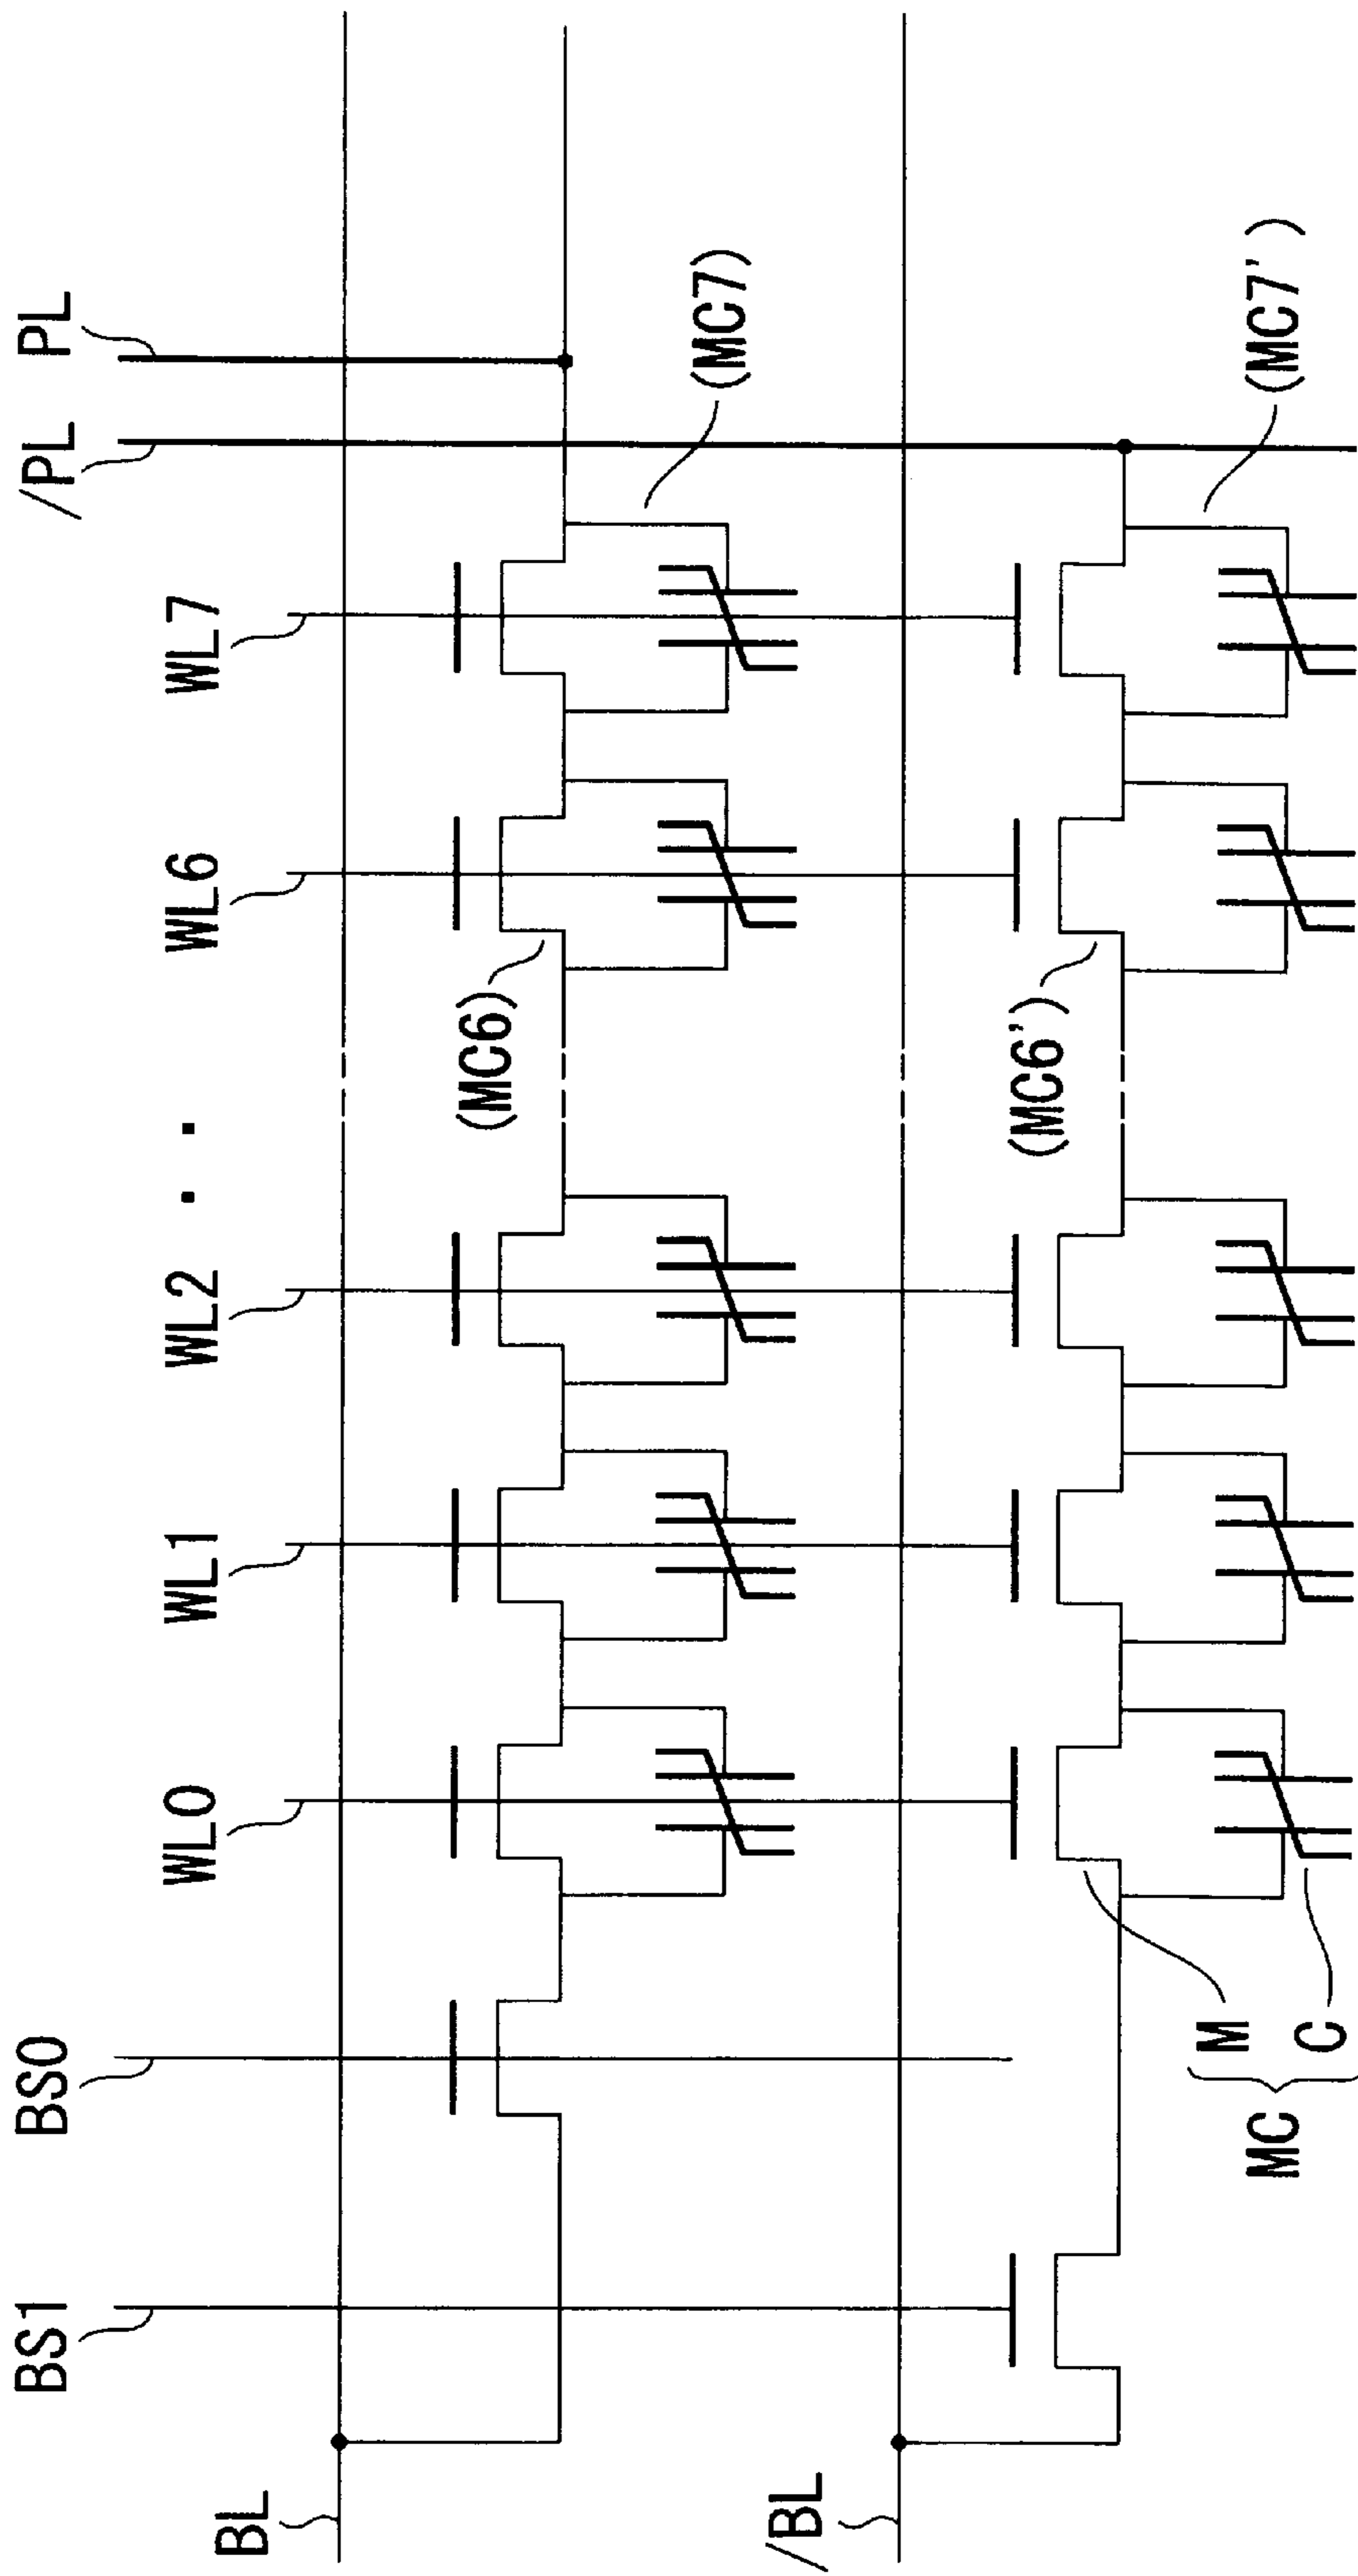 BS1
BS0
/PL
PL
WL0
WL1
WL2
. .
WL6
WL7
BL
(MC6)
(MC7)
/BL
(MC6')
M
(MC7')
MC
C